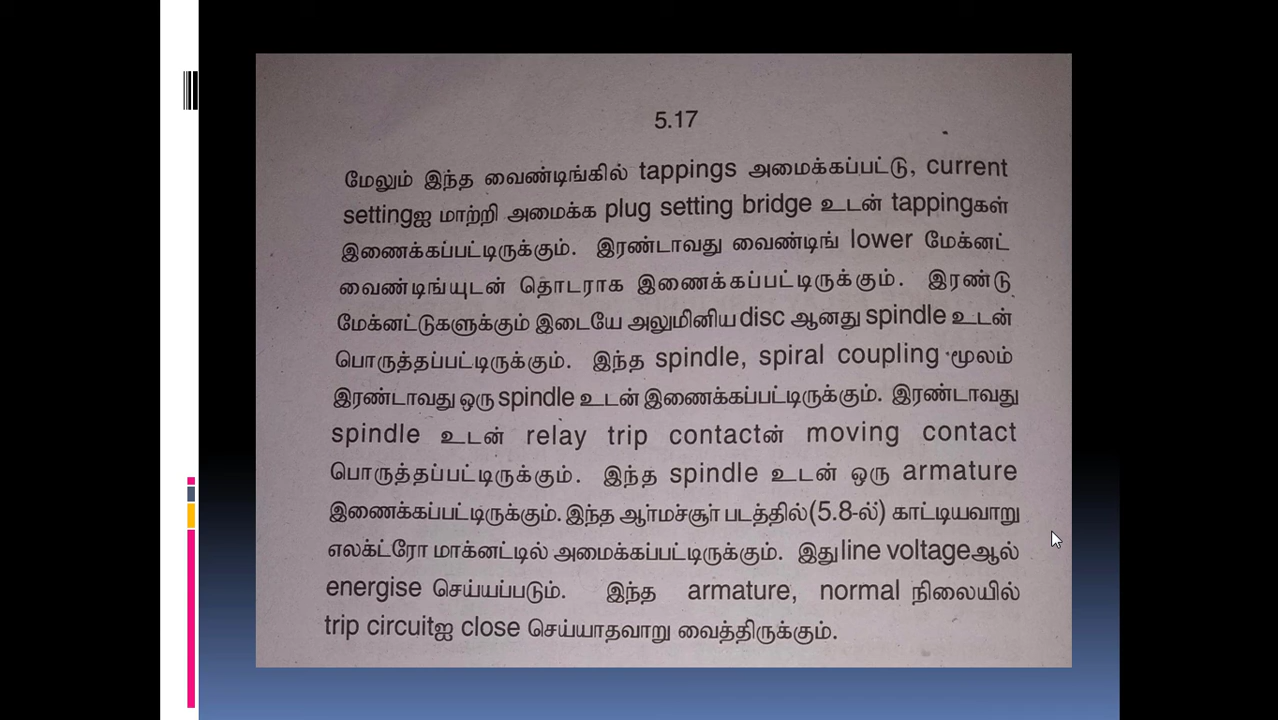 5.17
மேலும் இந்த வைண்டிங்கில் tappings அமைக்கப்பட்டு, current
settingஐ மாற்றி அமைக்க plug setting bridge உடன் tappingகள்
இணைக்கப்பட்டிருக்கும். இரண்டாவது வைண்டிங் lower மேக்னட்
வைண்டிங்யுடன் தொடராக இணைக்கப்பட்டிருக்கும். இரண்டு
மேக்னட்டுகளுக்கும் இடையே அலுமினிய disc ஆனது spindle உடன்
பொருத்தப்பட்டிருக்கும். இந்த spindle, spiral coupling மூலம்
இரண்டாவது ஒரு spindle உடன் இணைக்கப்பட்டிருக்கும். இரண்டாவது
spindle உடன் relay trip contactன் moving contact
பொருத்தப்பட்டிருக்கும். இந்த spindle உடன் ஒரு armature
இணைக்கப்பட்டிருக்கும். இந்த ஆர்மச்சூர் படத்தில்(5.8-ல்) காட்டியவாறு
எலக்ட்ரோ மாக்னட்டில் அமைக்கப்பட்டிருக்கும். இது line voltageஆல்
energise செய்யப்படும். இந்த armature, normal நிலையில்
trip circuitஐ close செய்யாதவாறு வைத்திருக்கும்.